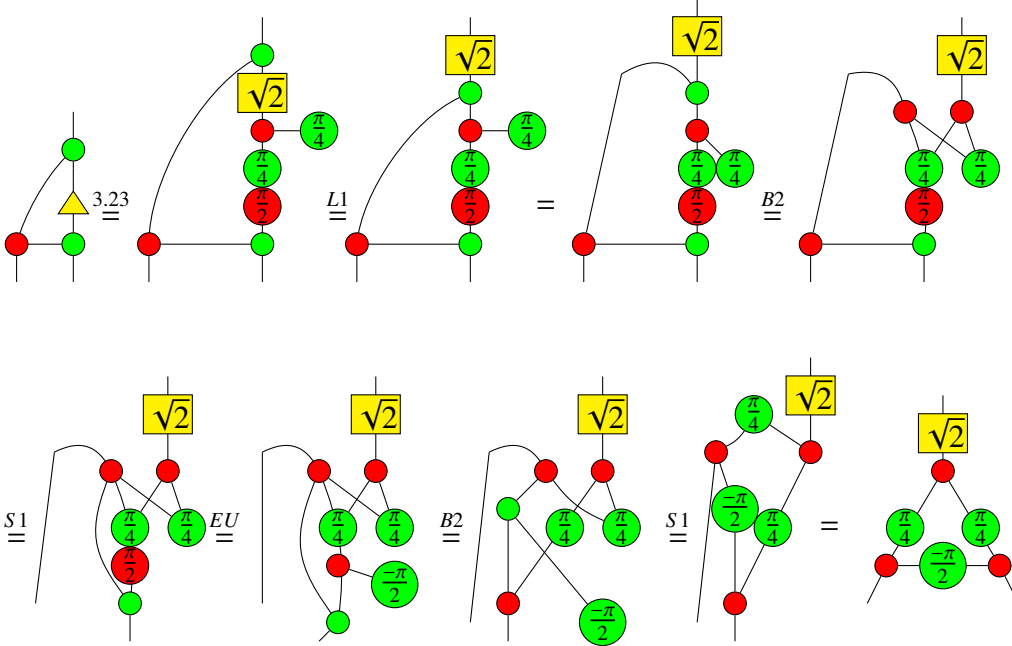 √2 √2 √2 √2
π/4 π/4
3.23 = π/4 L1 = π/4 = π/4 π/4 B2 = π/4 π/4
π/2 π/2 π/2 π/2
√2 √2 √2 √2 √2
π/4
S1 = π/4 π/4 EU = π/4 π/4 B2 = π/4 π/4 S1 = -π/2 π/4 = π/4 π/4
π/2 -π/2 -π/2 -π/2